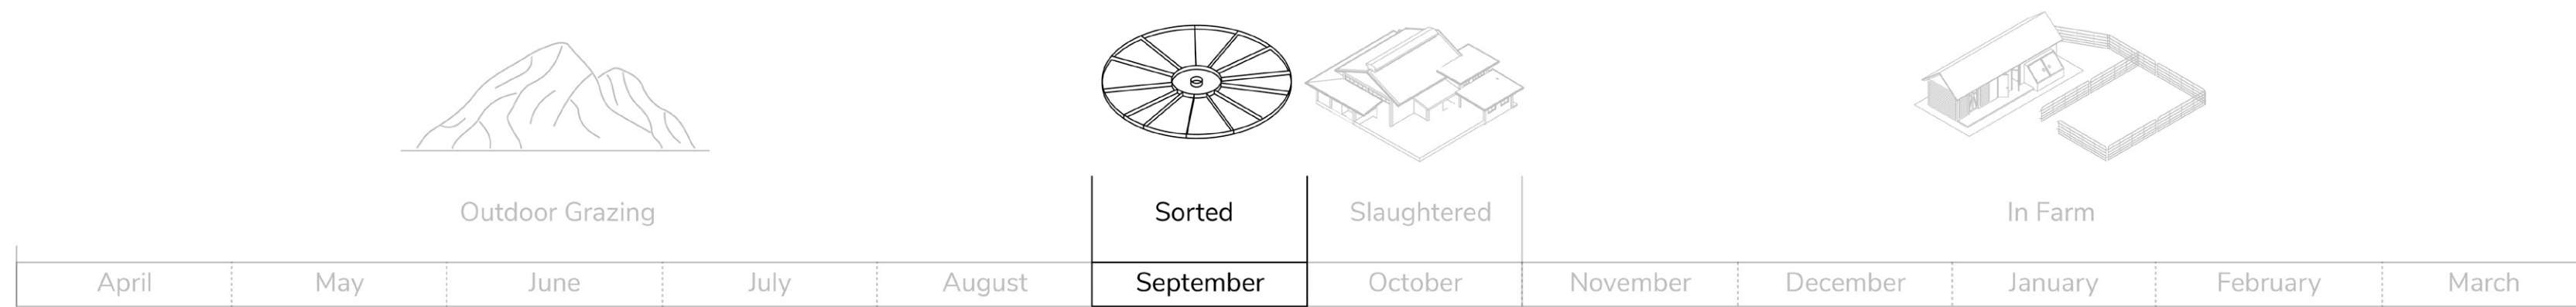 Outdoor Grazing Sorted Slaughtered In Farm
April May June July August September October November December January February March